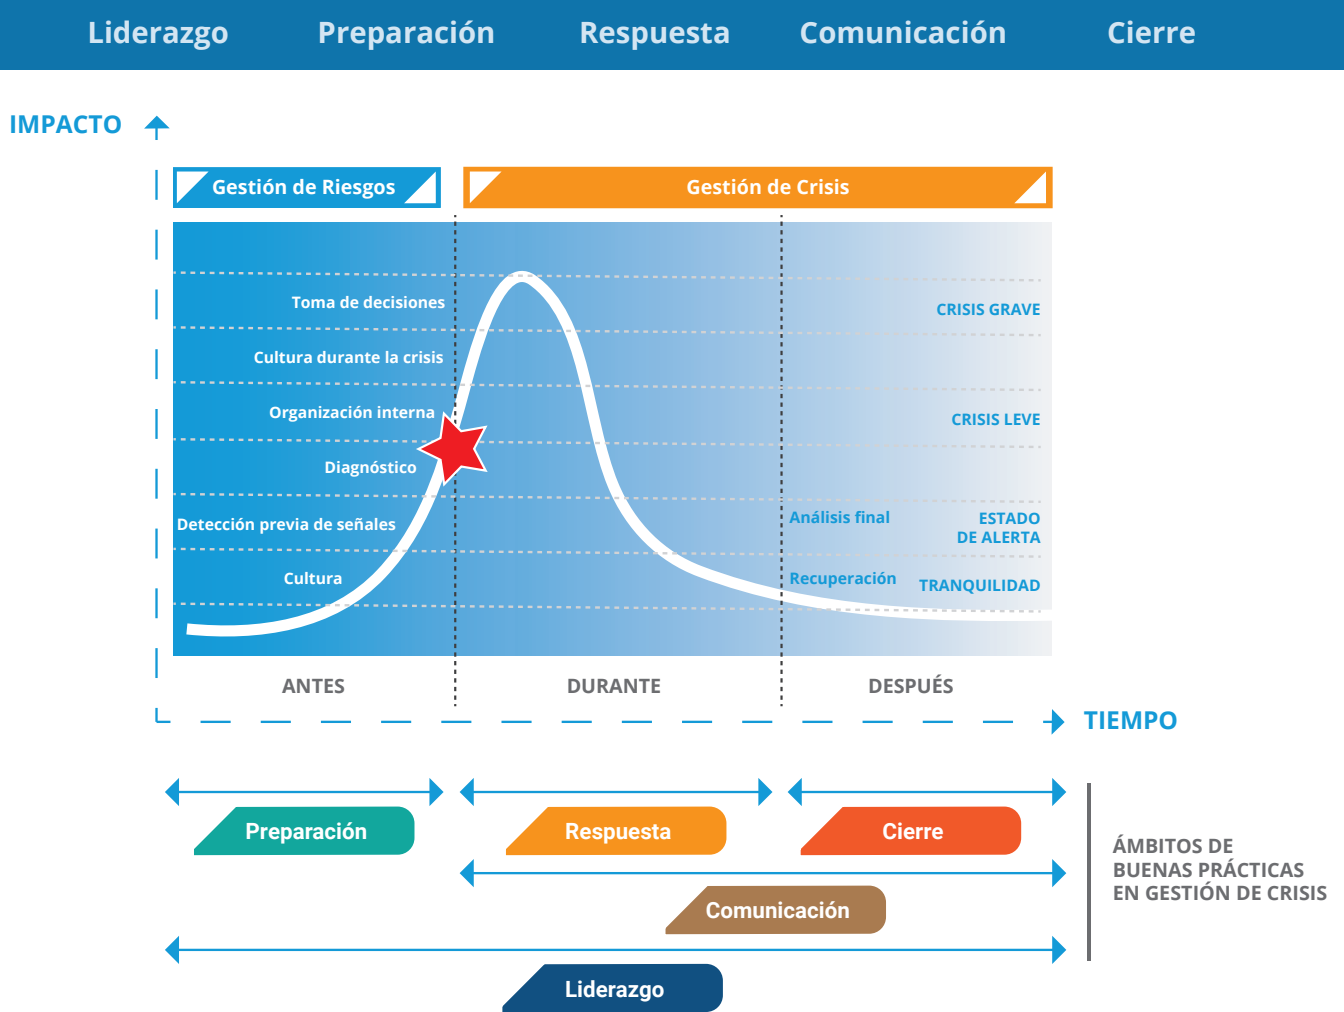 Liderazgo Preparación Respuesta Comunicación Cierre
IMPACTO
Gestión de Riesgos Gestión de Crisis
Toma de decisiones CRISIS GRAVE
Cultura durante la crisis
Organización interna CRISIS LEVE
Diagnóstico
Detección previa de señales Análisis final ESTADO
DE ALERTA
Cultura Recuperación TRANQUILIDAD
ANTES DURANTE DESPUÉS
TIEMPO
Preparación Respuesta Cierre
ÁMBITOS DE
BUENAS PRÁCTICAS
EN GESTIÓN DE CRISIS
Comunicación
Liderazgo